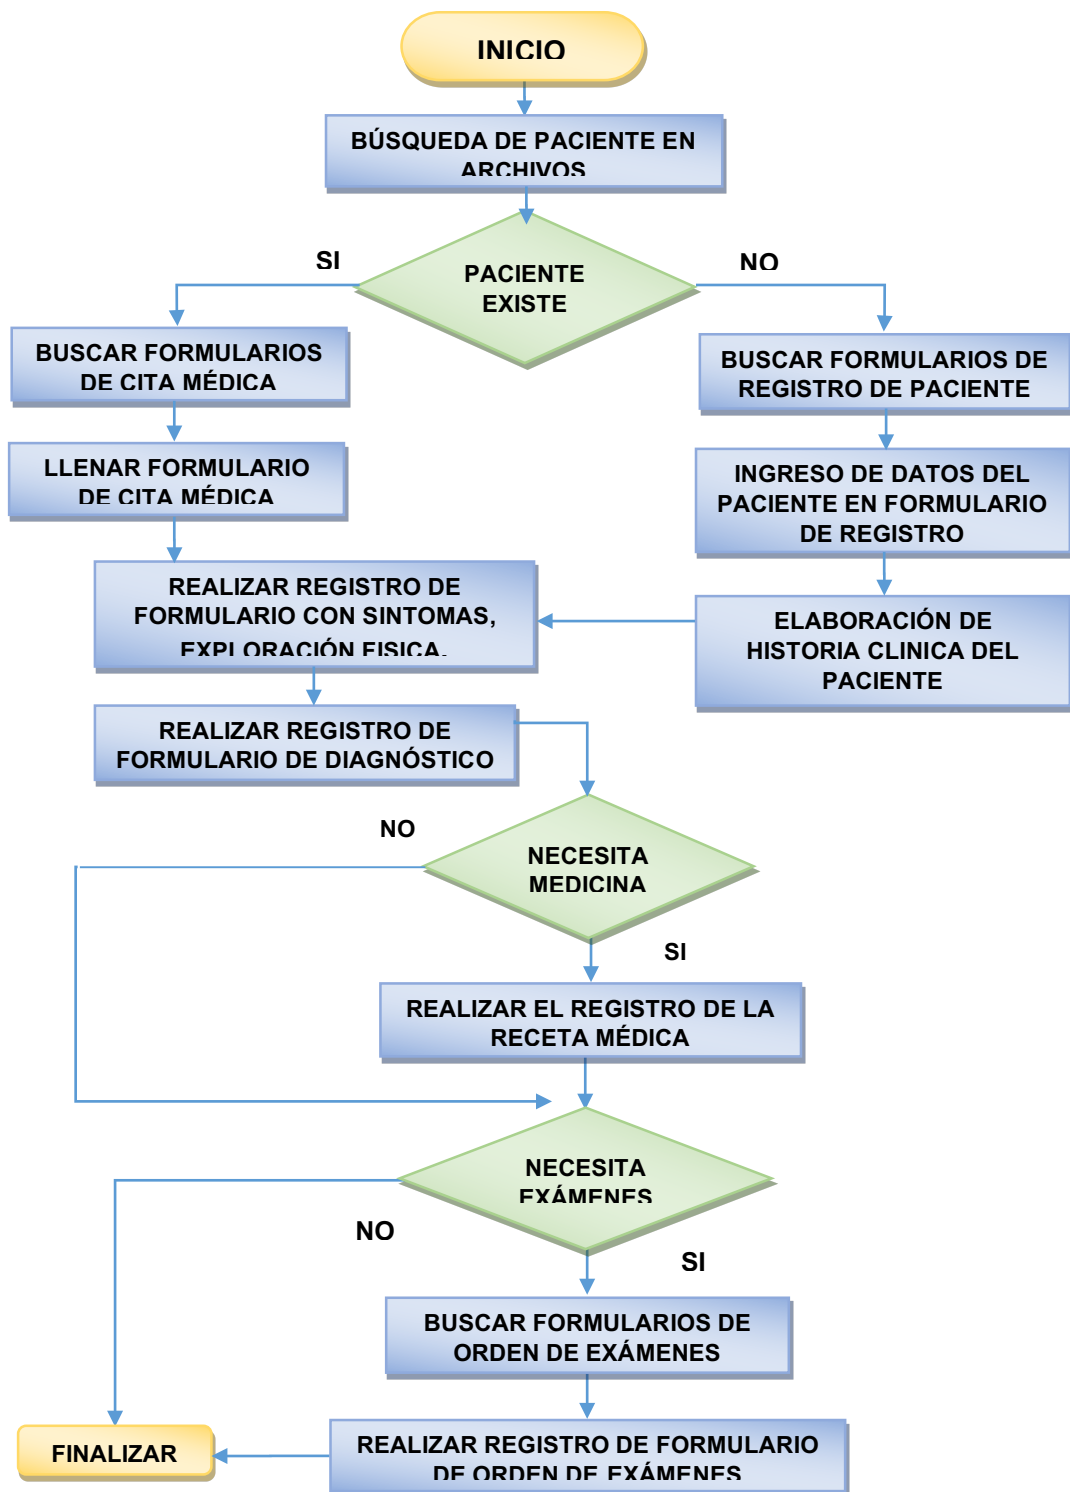 INICIO
BÚSQUEDA DE PACIENTE EN
ARCHIVOS
SI
NO
PACIENTE
EXISTE
BUSCAR FORMULARIOS
DE CITA MÉDICA
BUSCAR FORMULARIOS DE
REGISTRO DE PACIENTE
LLENAR FORMULARIO
DE CITA MÉDICA
INGRESO DE DATOS DEL
PACIENTE EN FORMULARIO
DE REGISTRO
REALIZAR REGISTRO DE
FORMULARIO CON SINTOMAS,
EXPLORACIÓN FISICA.
ELABORACIÓN DE
HISTORIA CLINICA DEL
PACIENTE
REALIZAR REGISTRO DE
FORMULARIO DE DIAGNÓSTICO
NO
NECESITA
MEDICINA
SI
REALIZAR EL REGISTRO DE LA
RECETA MÉDICA
NECESITA
EXÁMENES
NO
SI
BUSCAR FORMULARIOS DE
ORDEN DE EXÁMENES
FINALIZAR
REALIZAR REGISTRO DE FORMULARIO
DE ORDEN DE EXÁMENES